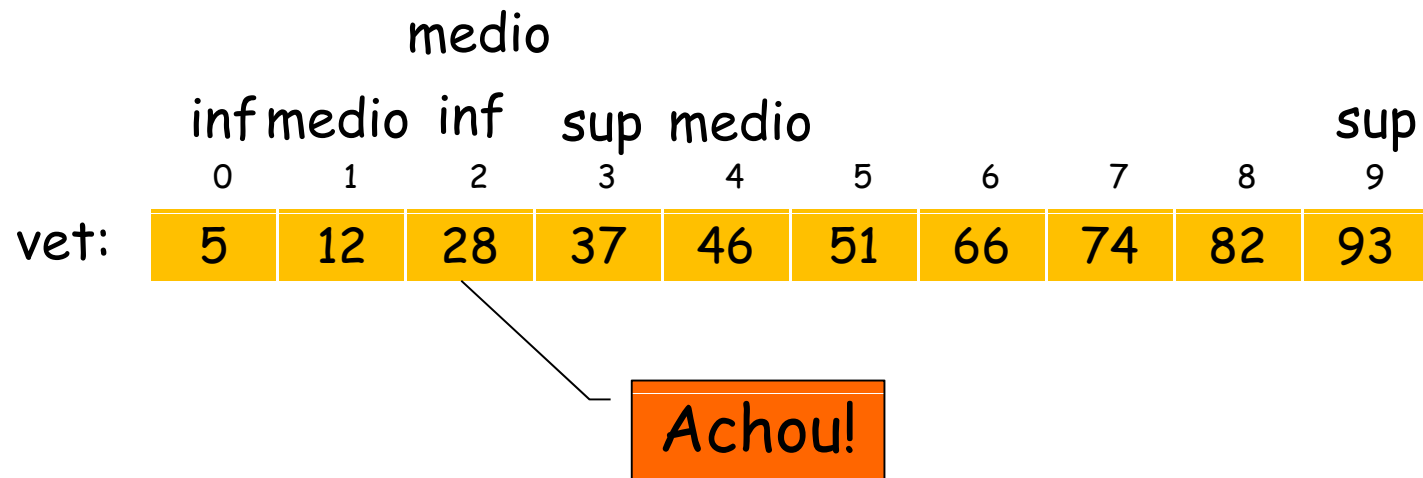 medio
inf medio inf sup medio sup
0 1 2 3 4 5 6 7 8 9
vet: 5 12 28 37 46 51 66 74 82 93
Achou!